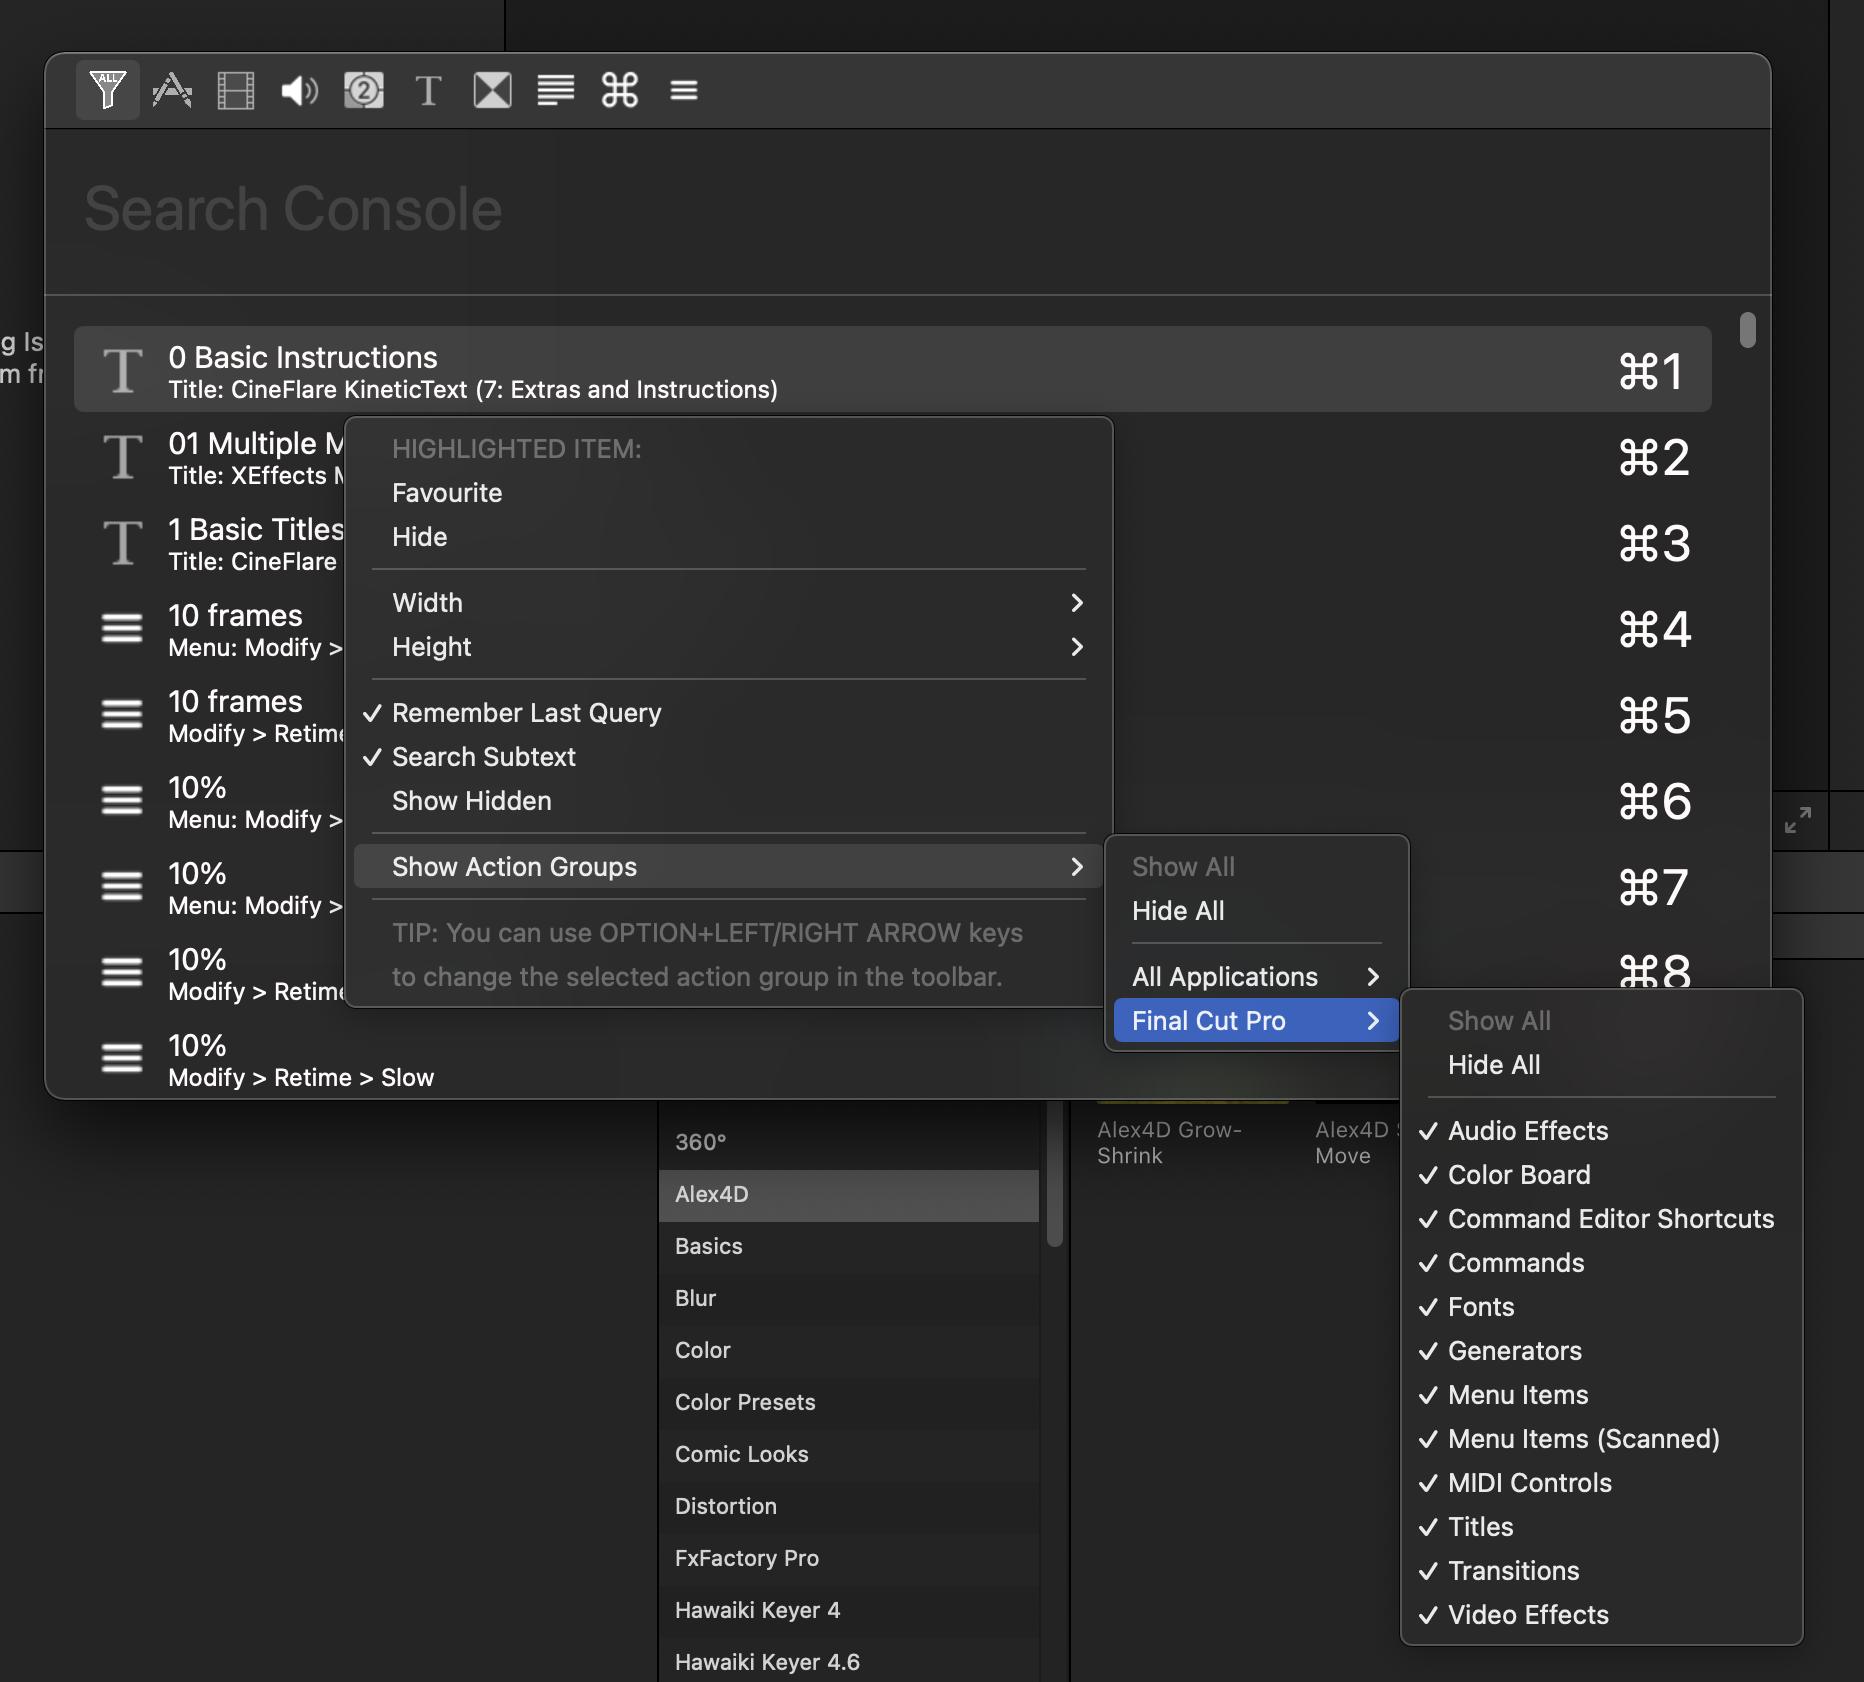 ALL
2
T
Search Console
g Is
m fr
T
0 Basic Instructions
Title: CineFlare KineticText (7: Extras and Instructions)
⌘1
T
01 Multiple M
Title: XEffects M
⌘2
T
1 Basic Titles
Title: CineFlare
⌘3
10 frames
Menu: Modify >
⌘4
10 frames
Modify > Retime
⌘5
10%
Menu: Modify >
⌘6
10%
Menu: Modify >
⌘7
10%
Modify > Retime
⌘8
10%
Modify > Retime > Slow
HIGHLIGHTED ITEM:
Favourite
Hide
Width
Height
✓ Remember Last Query
✓ Search Subtext
Show Hidden
Show Action Groups
TIP: You can use OPTION+LEFT/RIGHT ARROW keys
to change the selected action group in the toolbar.
Show All
Hide All
All Applications
Final Cut Pro
Show All
Hide All
✓ Audio Effects
✓ Color Board
✓ Command Editor Shortcuts
✓ Commands
✓ Fonts
✓ Generators
✓ Menu Items
✓ Menu Items (Scanned)
✓ MIDI Controls
✓ Titles
✓ Transitions
✓ Video Effects
360°
Alex4D
Basics
Blur
Color
Color Presets
Comic Looks
Distortion
FxFactory Pro
Hawaiki Keyer 4
Hawaiki Keyer 4.6
Alex4D Grow-
Shrink
Alex4D
Move